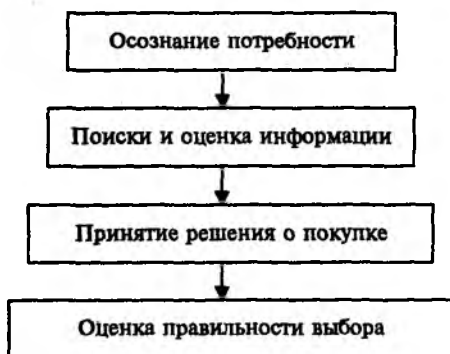 Осознание потребности
Поиски и оценка информации
Принятие решения о покупке
Оценка правильности выбора